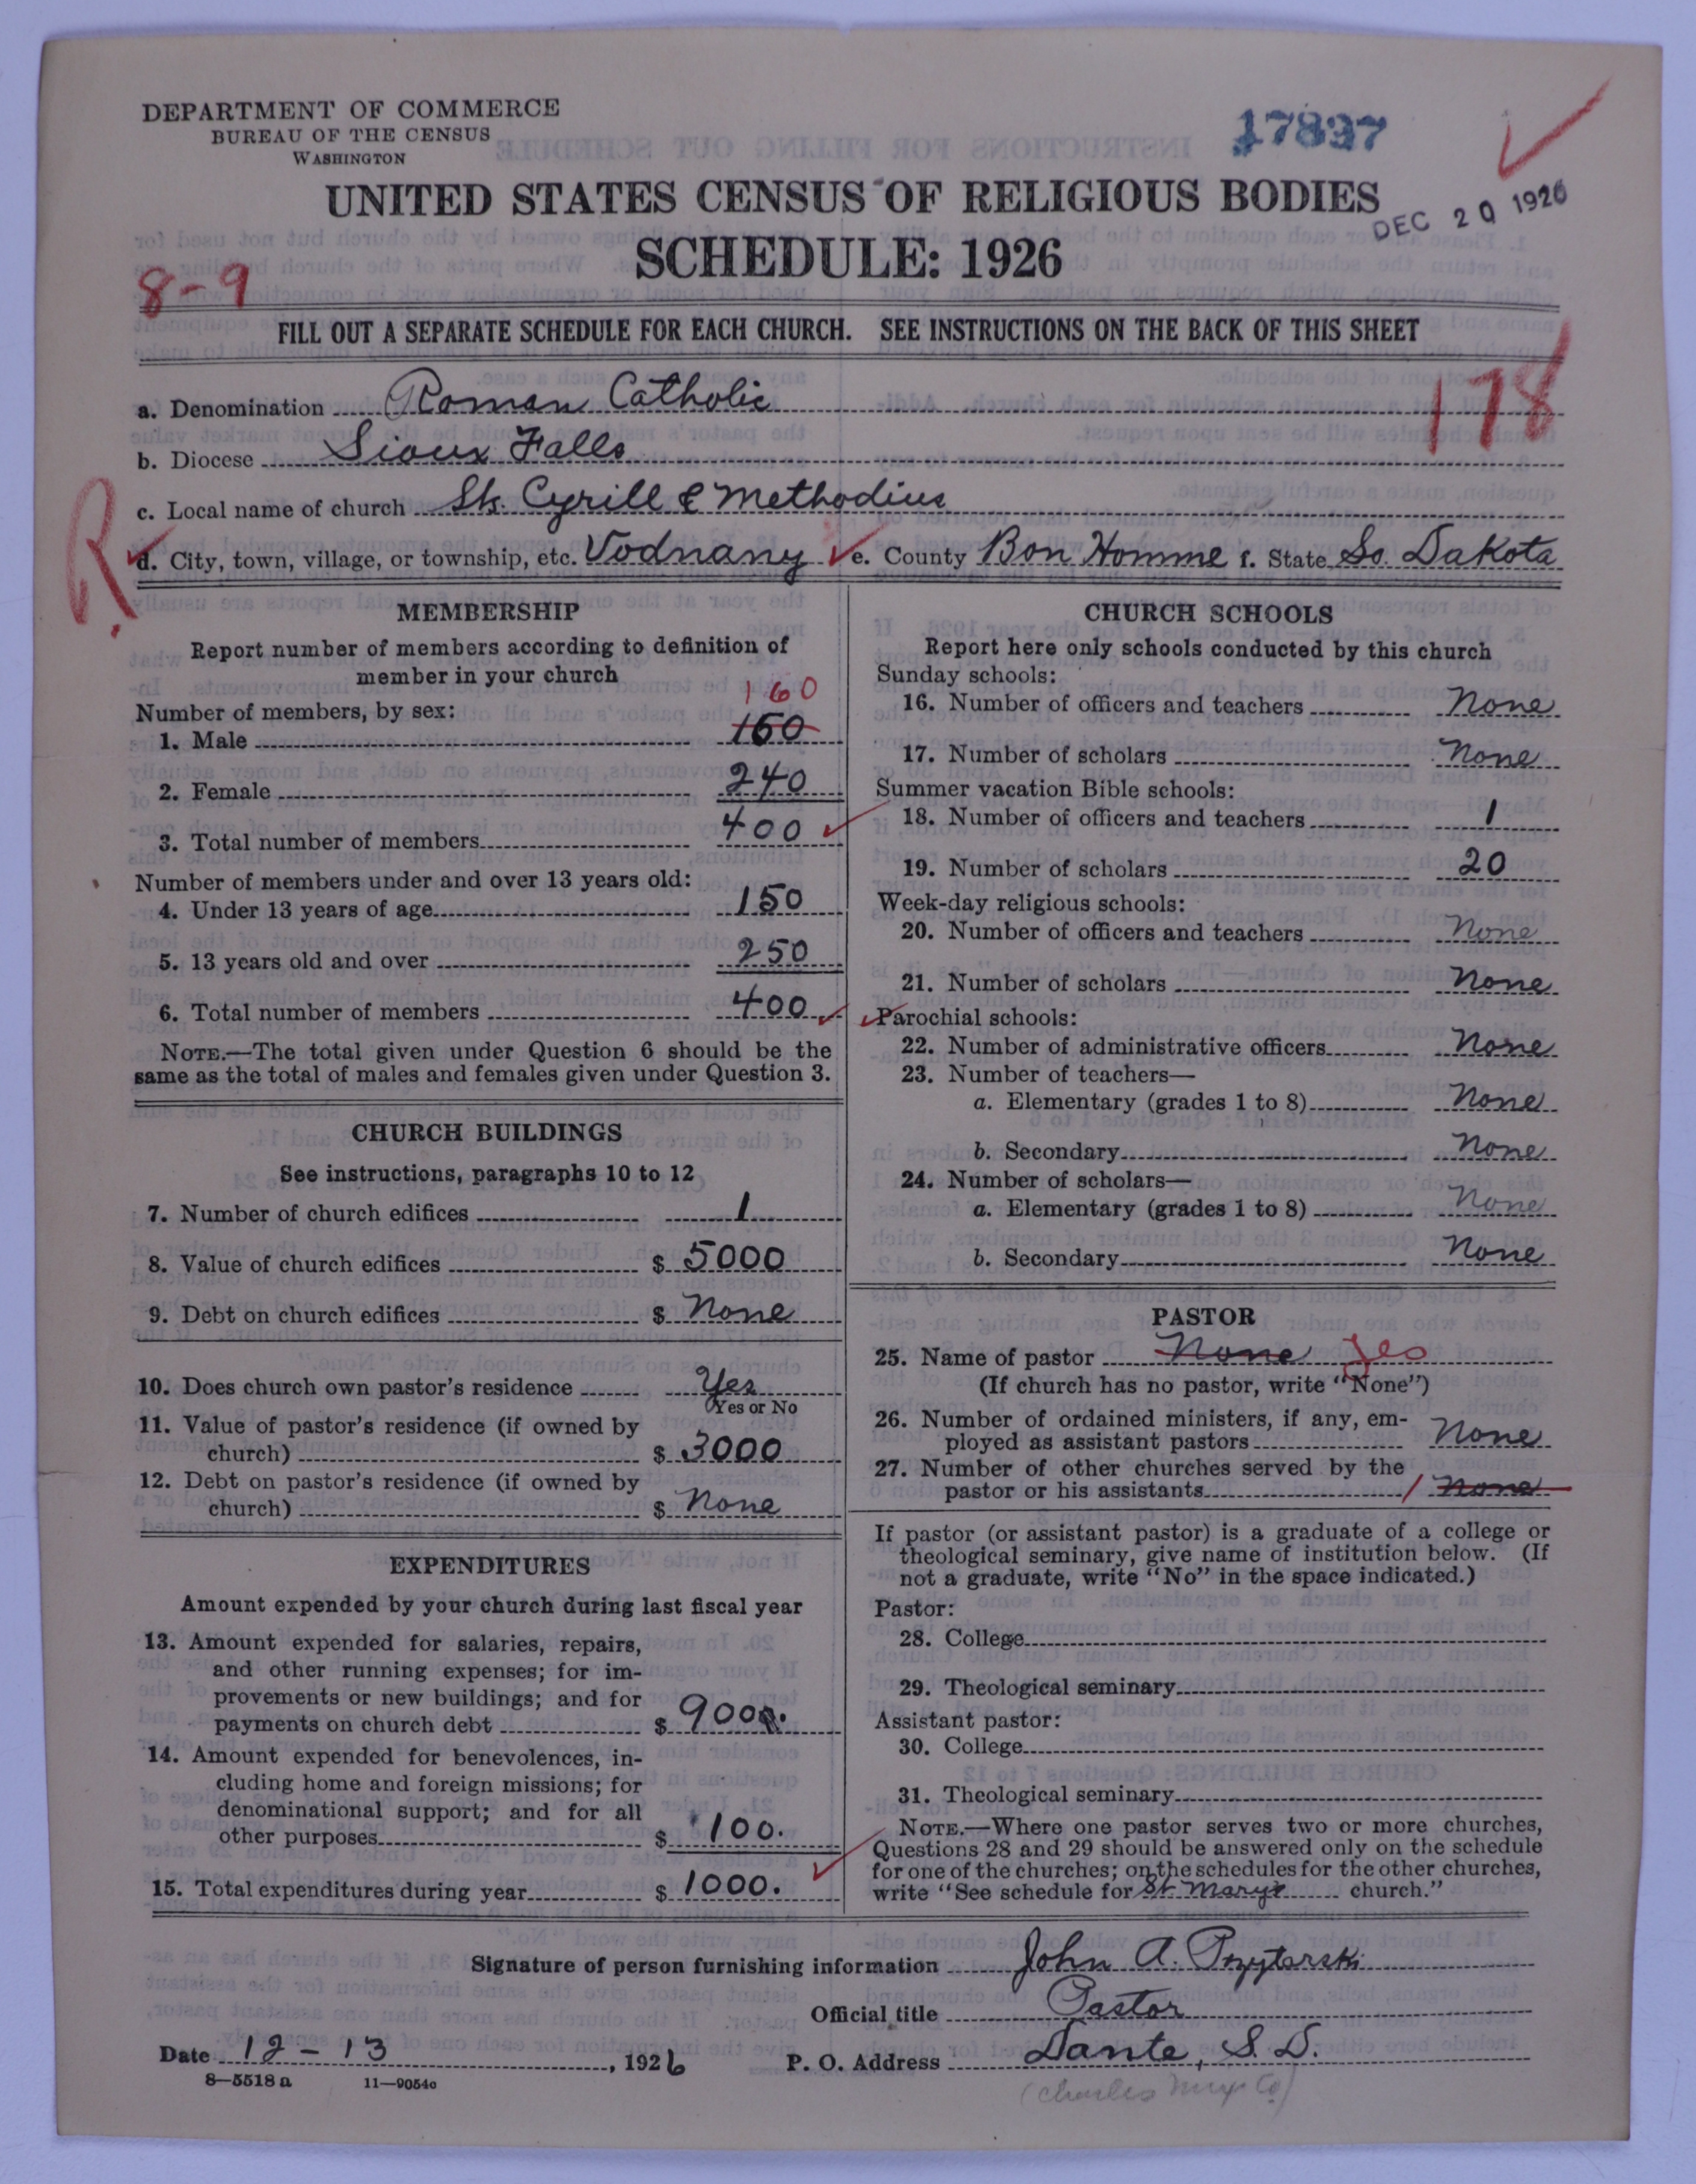 DEPARTMENT OF COMMERCE
BUREAU OF THE CENSUS
WASHINGTON
17837
UNITED STATES CENSUS OF RELIGIOUS BODIES
DEC 20 1926
SCHEDULE: 1926
8-9
FILL OUT A SEPARATE SCHEDULE FOR EACH CHURCH. SEE INSTRUCTIONS ON THE BACK OF THIS SHEET
178
a. Denomination Roman Catholic
b. Diocese Sioux Falls
c. Local name of church Sts. Cyrill & Methodius
R.
d. City, town, village, or township, etc. Vodnany e. County Bon Homme f. State So. Dakota
MEMBERSHIP
Report number of members according to definition of
member in your church
160
Number of members, by sex:
1. Male 160
2. Female 240
3. Total number of members 400
Number of members under and over 13 years old:
4. Under 13 years of age 150
5. 13 years old and over 250
6. Total number of members 400
NOTE.—The total given under Question 6 should be the
same as the total of males and females given under Question 3.
CHURCH BUILDINGS
See instructions, paragraphs 10 to 12
7. Number of church edifices 1
8. Value of church edifices $ 5000
9. Debt on church edifices $ None
10. Does church own pastor's residence Yes
Yes or No
11. Value of pastor's residence (if owned by
church) $ 3000
12. Debt on pastor's residence (if owned by
church) $ None
EXPENDITURES
Amount expended by your church during last fiscal year
13. Amount expended for salaries, repairs,
and other running expenses; for im-
provements or new buildings; and for
payments on church debt $ 900.
14. Amount expended for benevolences, in-
cluding home and foreign missions; for
denominational support; and for all
other purposes $ 100.
15. Total expenditures during year $ 1000.
CHURCH SCHOOLS
Report here only schools conducted by this church
Sunday schools:
16. Number of officers and teachers None
17. Number of scholars None
Summer vacation Bible schools:
18. Number of officers and teachers 1
19. Number of scholars 20
Week-day religious schools:
20. Number of officers and teachers None
21. Number of scholars None
Parochial schools:
22. Number of administrative officers None
23. Number of teachers—
a. Elementary (grades 1 to 8) None
b. Secondary None
24. Number of scholars—
a. Elementary (grades 1 to 8) None
b. Secondary None
PASTOR
25. Name of pastor None Yes
(If church has no pastor, write "None")
26. Number of ordained ministers, if any, em-
ployed as assistant pastors None
27. Number of other churches served by the
pastor or his assistants 1 None
If pastor (or assistant pastor) is a graduate of a college or
theological seminary, give name of institution below. (If
not a graduate, write "No" in the space indicated.)
Pastor:
28. College
29. Theological seminary
Assistant pastor:
30. College
31. Theological seminary
NOTE.—Where one pastor serves two or more churches,
Questions 28 and 29 should be answered only on the schedule
for one of the churches; on the schedules for the other churches,
write "See schedule for St. Marys church."
Signature of person furnishing information John A. Pzytarski
Official title Pastor
Date 12-13, 1926 P. O. Address Dante, S. D.
8—5518 a 11—9054c
(Charles Mix Co)